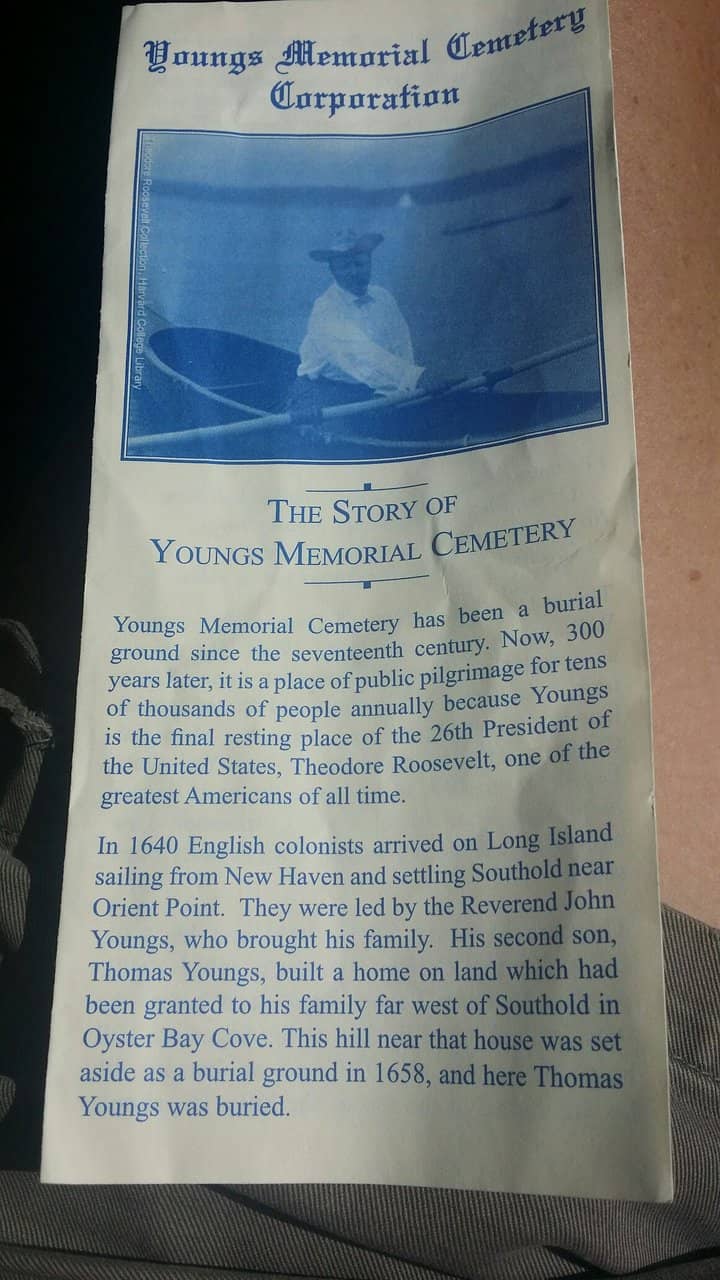 Youngs Memorial Cemetery
Corporation
Theodore Roosevelt Collection, Harvard College Library
THE STORY OF
YOUNGS MEMORIAL CEMETERY
Youngs Memorial Cemetery has been a burial
ground since the seventeenth century. Now, 300
years later, it is a place of public pilgrimage for tens
of thousands of people annually because Youngs
is the final resting place of the 26th President of
the United States, Theodore Roosevelt, one of the
greatest Americans of all time.
In 1640 English colonists arrived on Long Island
sailing from New Haven and settling Southold near
Orient Point. They were led by the Reverend John
Youngs, who brought his family. His second son,
Thomas Youngs, built a home on land which had
been granted to his family far west of Southold in
Oyster Bay Cove. This hill near that house was set
aside as a burial ground in 1658, and here Thomas
Youngs was buried.